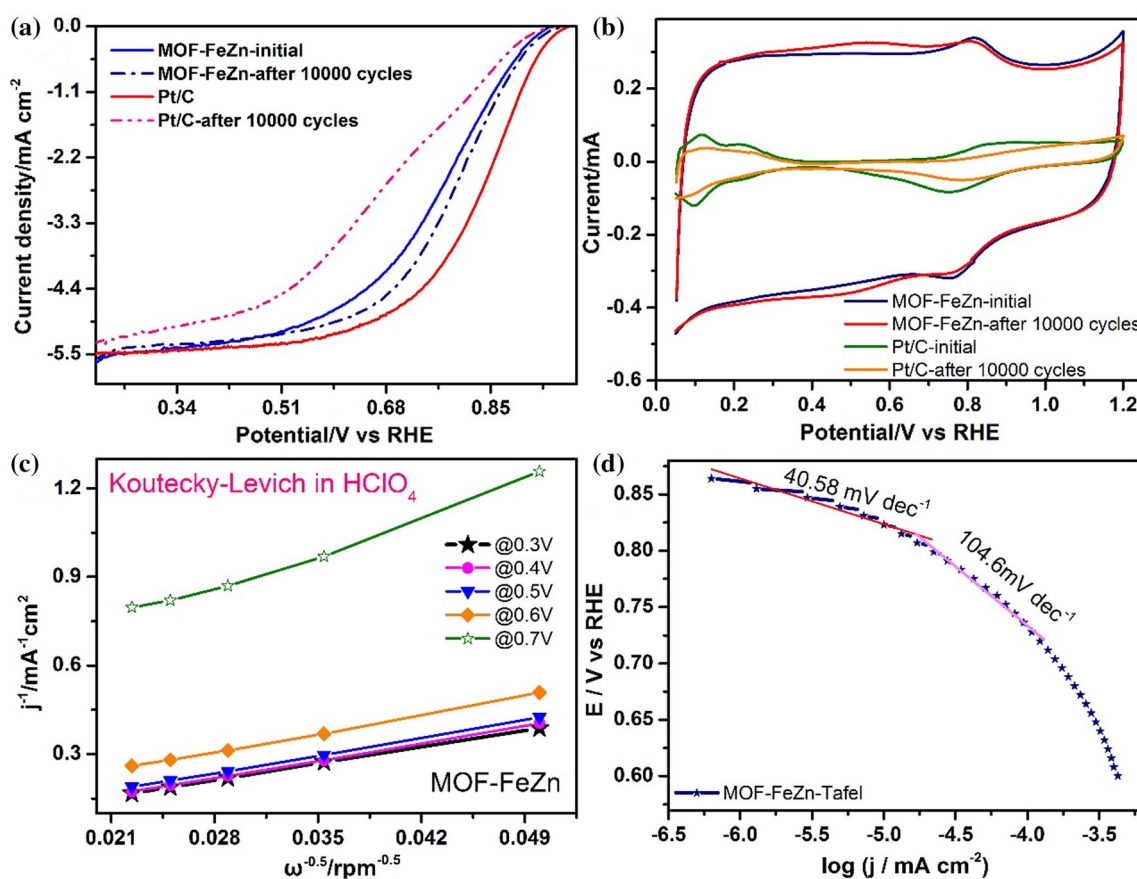 (a)
0.0
-1.1
-2.2
-3.3
-4.4
-5.5
Current density/mA cm⁻²
MOF-FeZn-initial
MOF-FeZn-after 10000 cycles
Pt/C
Pt/C-after 10000 cycles
0.34 0.51 0.68 0.85
Potential/V vs RHE
(b)
0.2
0.0
-0.2
-0.4
-0.6
Current/mA
MOF-FeZn-initial
MOF-FeZn-after 10000 cycles
Pt/C-initial
Pt/C-after 10000 cycles
0.0 0.2 0.4 0.6 0.8 1.0 1.2
Potential/V vs RHE
(c)
Koutecky-Levich in HClO₄
1.2
0.9
0.6
0.3
j⁻¹/mA⁻¹cm²
@0.3V
@0.4V
@0.5V
@0.6V
@0.7V
MOF-FeZn
0.021 0.028 0.035 0.042 0.049
ω⁻⁰·⁵/rpm⁻⁰·⁵
(d)
0.85
0.80
0.75
0.70
0.65
0.60
E / V vs RHE
40.58 mV dec⁻¹
104.6mV dec⁻¹
MOF-FeZn-Tafel
-6.5 -6.0 -5.5 -5.0 -4.5 -4.0 -3.5
log (j / mA cm⁻²)